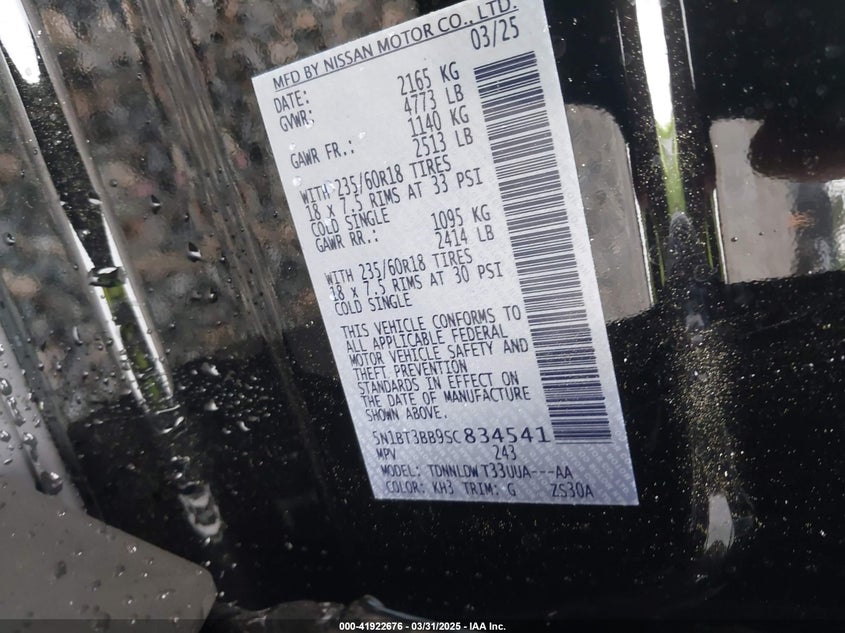 MFD BY NISSAN MOTOR CO., LTD.
DATE: 03/25
GVWR: 2165 KG
4773 LB
GAWR FR.: 1140 KG
2513 LB
WITH 235/60R18 TIRES
18 x 7.5 RIMS AT 33 PSI
COLD SINGLE
GAWR RR.: 1095 KG
2414 LB
WITH 235/60R18 TIRES
18 x 7.5 RIMS AT 30 PSI
COLD SINGLE
THIS VEHICLE CONFORMS TO
ALL APPLICABLE FEDERAL
MOTOR VEHICLE SAFETY AND
THEFT PREVENTION
STANDARDS IN EFFECT ON
THE DATE OF MANUFACTURE
SHOWN ABOVE.
5N1BT3BB9SC834541
MPV 243
MODEL: TDNNLDWT33UUA---AA
COLOR: KH3 TRIM: G ZS30A
000-41922676 - 03/31/2025 - IAA Inc.